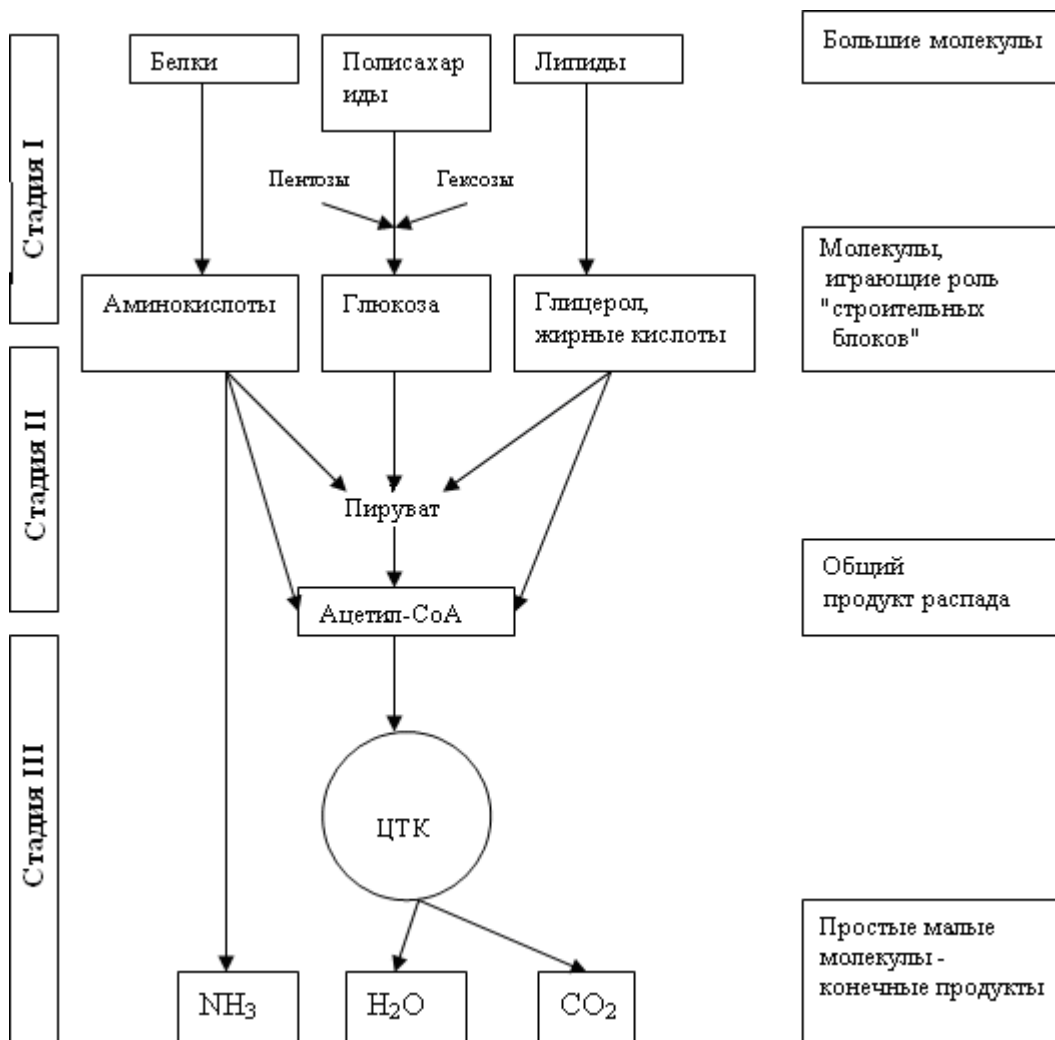 Белки
Полисахар
иды
Липиды
Большие молекулы
Стадия I
Пентозы
Гексозы
Аминокислоты
Глюкоза
Глицерол,
жирные кислоты
Молекулы,
играющие роль
"строительных
блоков"
Стадия II
Пируват
Ацетил-СоА
Общий
продукт распада
Стадия III
ЦТК
NH3
H2O
CO2
Простые малые
молекулы -
конечные продукты